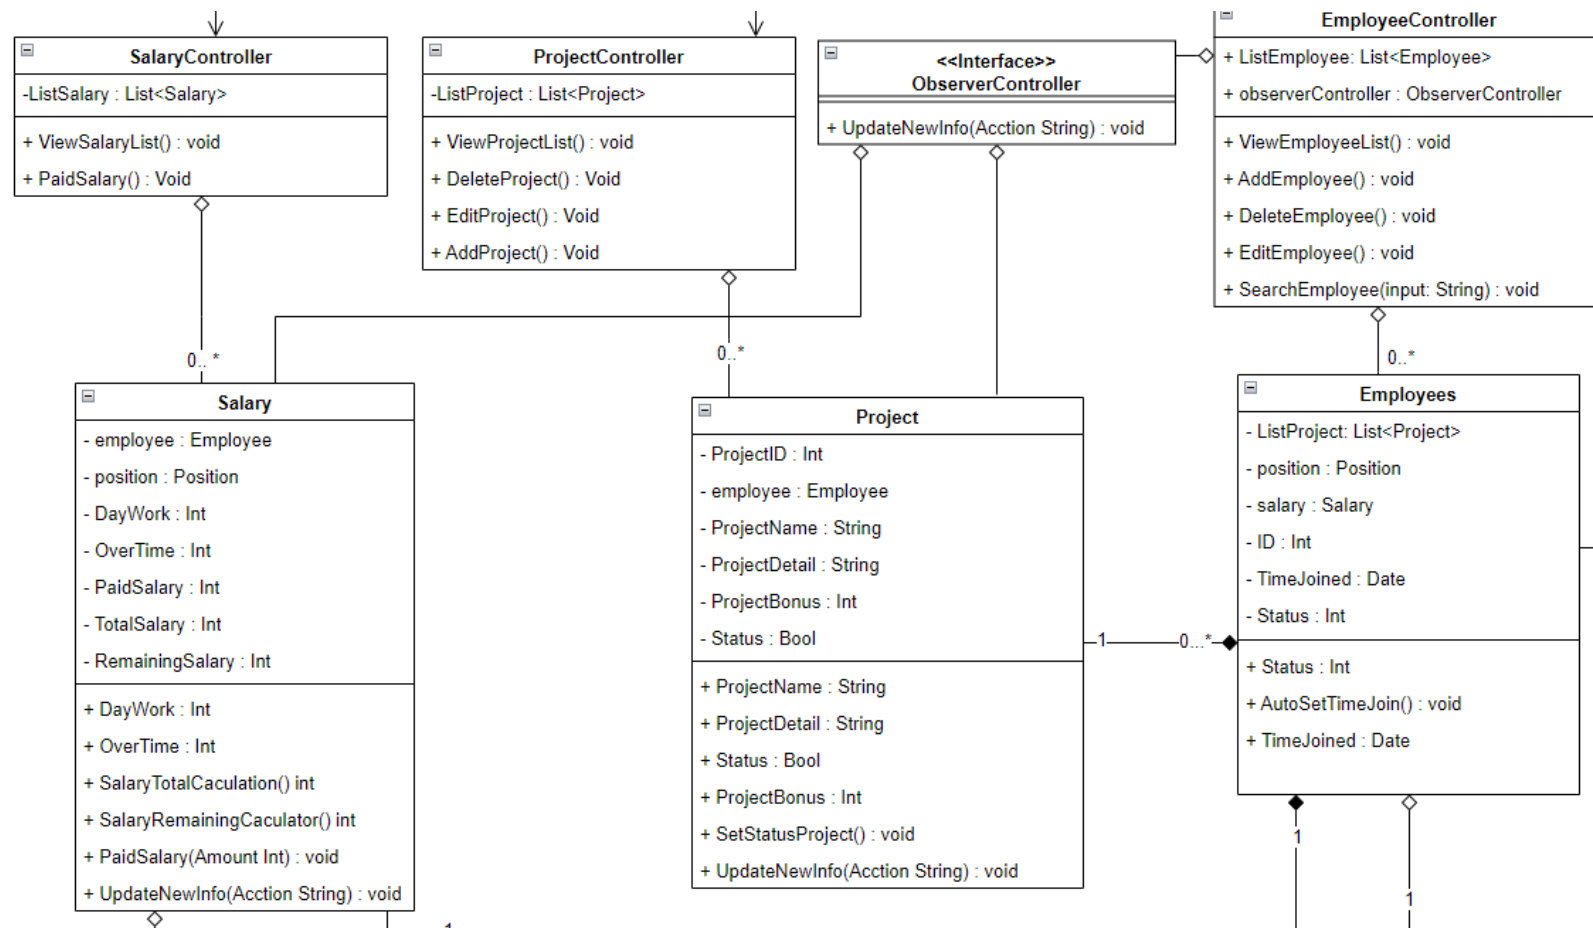 SalaryController
-ListSalary : List<Salary>
+ ViewSalaryList() : void
+ PaidSalary() : Void
ProjectController
-ListProject : List<Project>
+ ViewProjectList() : void
+ DeleteProject() : Void
+ EditProject() : Void
+ AddProject() : Void
<<Interface>>
ObserverController
+ UpdateNewInfo(Acction String) : void
EmployeeController
+ ListEmployee: List<Employee>
+ observerController : ObserverController
+ ViewEmployeeList() : void
+ AddEmployee() : void
+ DeleteEmployee() : void
+ EditEmployee() : void
+ SearchEmployee(input: String) : void
0.. *
0..*
0..*
Salary
- employee : Employee
- position : Position
- DayWork : Int
- OverTime : Int
- PaidSalary : Int
- TotalSalary : Int
- RemainingSalary : Int
+ DayWork : Int
+ OverTime : Int
+ SalaryTotalCaculation() int
+ SalaryRemainingCaculator() int
+ PaidSalary(Amount Int) : void
+ UpdateNewInfo(Acction String) : void
Project
- ProjectID : Int
- employee : Employee
- ProjectName : String
- ProjectDetail : String
- ProjectBonus : Int
- Status : Bool
+ ProjectName : String
+ ProjectDetail : String
+ Status : Bool
+ ProjectBonus : Int
+ SetStatusProject() : void
+ UpdateNewInfo(Acction String) : void
1
0...*
Employees
- ListProject: List<Project>
- position : Position
- salary : Salary
- ID : Int
- TimeJoined : Date
- Status : Int
+ Status : Int
+ AutoSetTimeJoin() : void
+ TimeJoined : Date
1
1
1